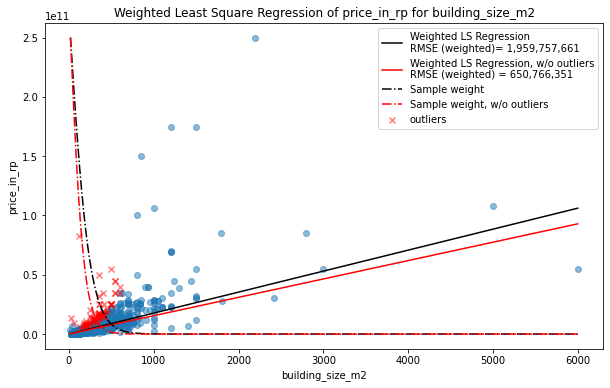 Weighted Least Square Regression of price_in_rp for building_size_m2
1e11
Weighted LS Regression
RMSE (weighted)= 1,959,757,661
Weighted LS Regression, w/o outliers
RMSE (weighted) = 650,766,351
Sample weight
Sample weight, w/o outliers
outliers
2.5
2.0
1.5
1.0
0.5
0.0
price_in_rp
0 1000 2000 3000 4000 5000 6000
building_size_m2